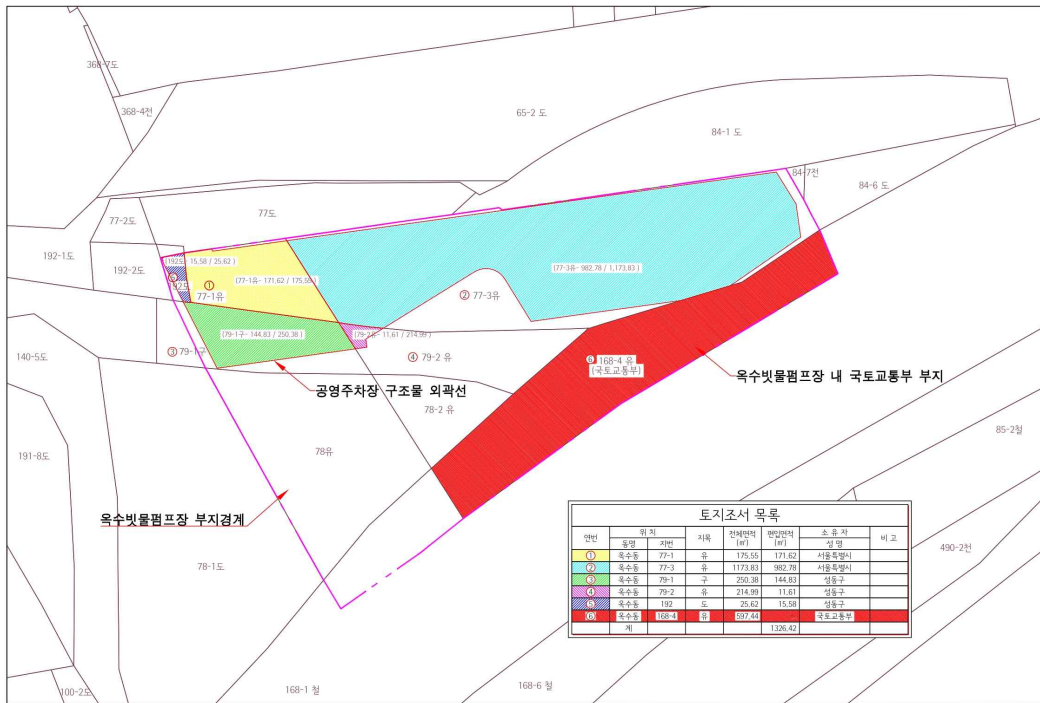 368-7도
368-4전
65-2 도
84-1 도
84-7전
84-6 도
77-2도
77도
192-1도
192-2도
(192도- 15,58 / 25,62 )
192도
①
77-1유
(77-1유- 171,62 / 175,55 )
(77-3유- 982,78 / 1,173,83 )
② 77-3유
(79-1구- 144,83 / 250,38 )
(79-2유- 11,61 / 214,99 )
③ 79-1구
④ 79-2 유
⑥ 168-4 유
(국토교통부)
140-5도
공영주차장 구조물 외곽선
옥수빗물펌프장 내 국토교통부 부지
78-2 유
78유
191-8도
85-2철
옥수빗물펌프장 부지경계
78-1도
490-2천
100-2도
168-1 철
168-6 철
토지조서 목록
연번 위 치 지목 전체면적 (㎡) 편입면적 (㎡) 소 유 자 비 고
동명 지번 성 명
① 옥수동 77-1 유 175,55 171,62 서울특별시
② 옥수동 77-3 유 1173,83 982,78 서울특별시
③ 옥수동 79-1 구 250,38 144,83 성동구
④ 옥수동 79-2 유 214,99 11,61 성동구
⑤ 옥수동 192 도 25,62 15,58 성동구
(6) 옥수동 168-4 유 597,44 - 국토교통부
계 1326,42